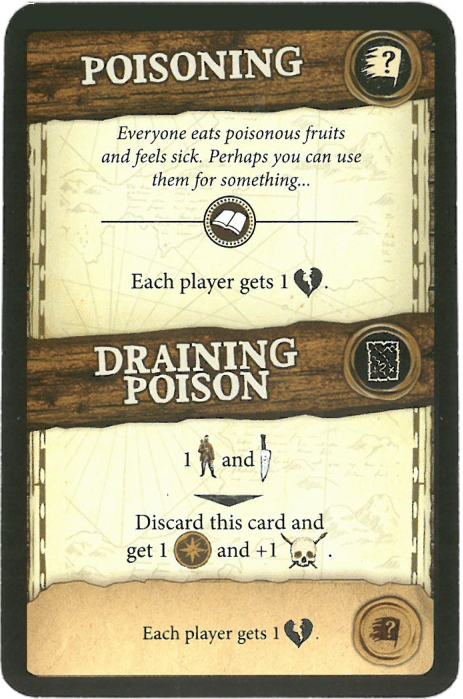 POISONING
?
Everyone eats poisonous fruits
and feels sick. Perhaps you can use
them for something...
Each player gets 1 .
DRAINING
POISON
1 and
Discard this card and
get 1 and +1 .
Each player gets 1 .
?